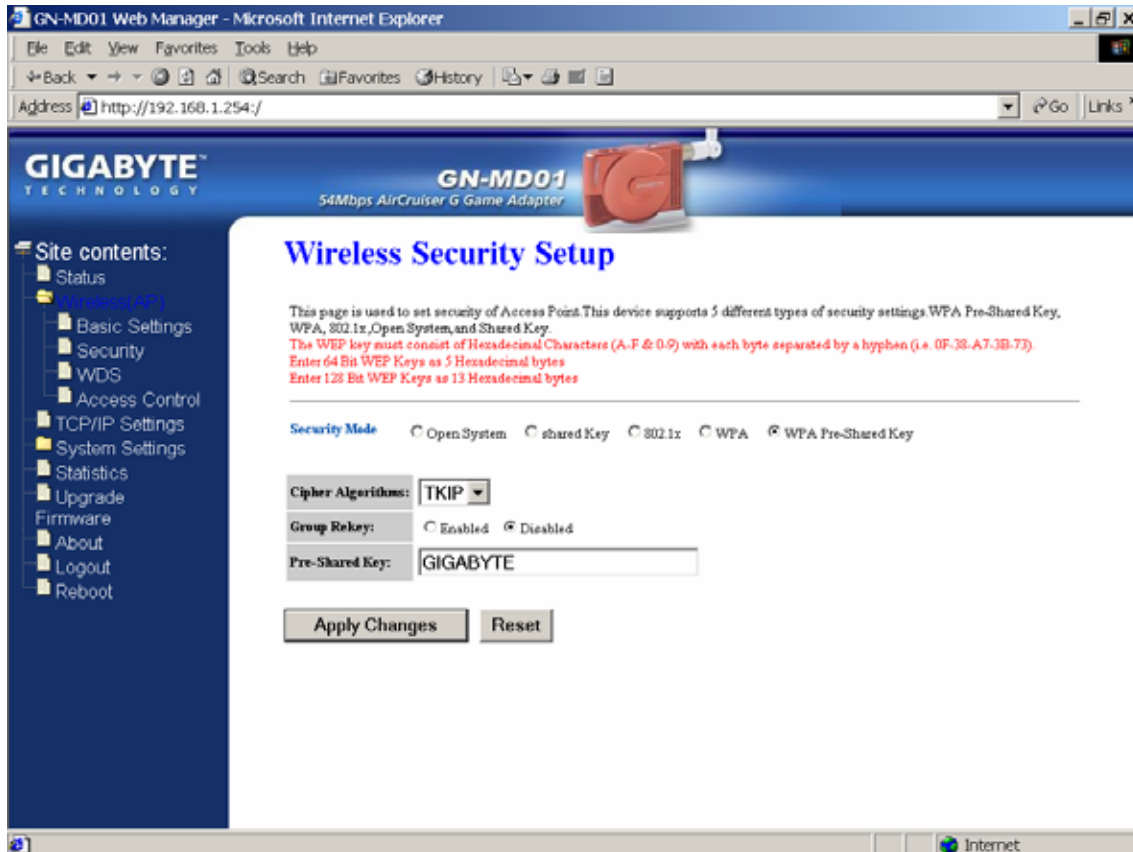 GN-MD01 Web Manager - Microsoft Internet Explorer
File Edit View Favorites Tools Help
Back Search Favorites History
Address http://192.168.1.254:/ Go Links
GIGABYTE™
TECHNOLOGY
GN-MD01
54Mbps AirCruiser G Game Adapter
Site contents:
Status
Wireless(AP)
Basic Settings
Security
WDS
Access Control
TCP/IP Settings
System Settings
Statistics
Upgrade
Firmware
About
Logout
Reboot
Wireless Security Setup
This page is used to set security of Access Point.This device supports 5 different types of security settings.WPA Pre-Shared Key,
WPA, 802.1x,Open System,and Shared Key.
The WEP key must consist of Hexadecimal Characters (A-F & 0-9) with each byte separated by a hyphen (i.e. 0F-38-A7-3B-73).
Enter 64 Bit WEP Keys as 5 Hexadecimal bytes
Enter 128 Bit WEP Keys as 13 Hexadecimal bytes
Security Mode Open System shared Key 802.1x WPA WPA Pre-Shared Key
Cipher Algorithms: TKIP
Group Rekey: Enabled Disabled
Pre-Shared Key: GIGABYTE
Apply Changes Reset
Internet